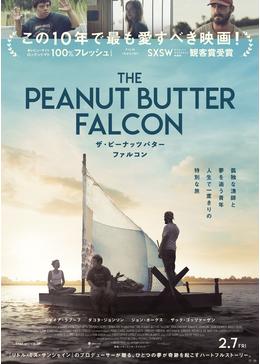 この10年で最も愛すべき映画!
100%フレッシュ!
SXSW
観客賞受賞
THE
PEANUT BUTTER
FALCON
ザ・ピーナッツバター
ファルコン
孤独な漁師と
夢を追う青年
人生で一度きりの
特別な旅
シャイア・ラブーフ ダコタ・ジョンソン ジョン・ホークス ザック・ゴッツァーゲン
2.7 FRI
『リトル・ミス・サンシャイン』のプロデューサーが贈る、ひとつの夢が奇跡を起こすハートフルストーリー。